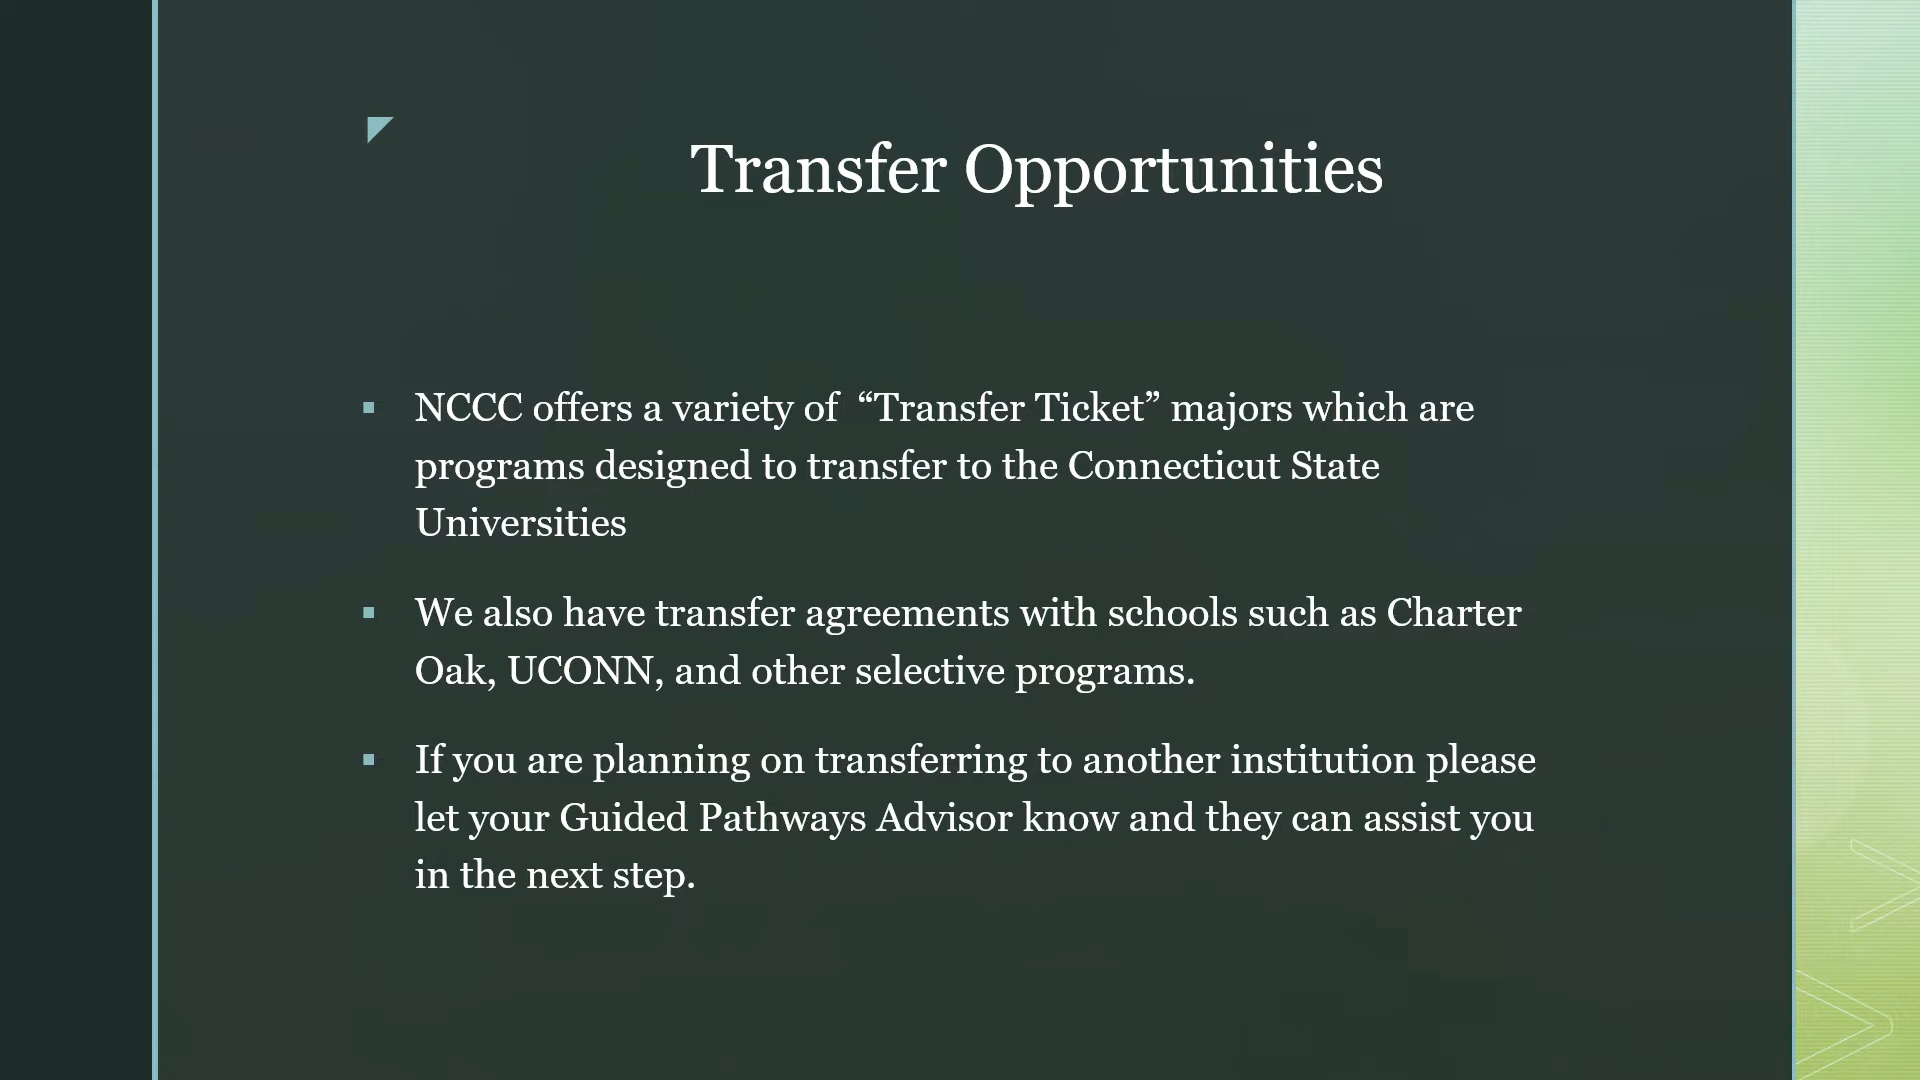 Transfer Opportunities
NCCC offers a variety of  “Transfer Ticket” majors which are
programs designed to transfer to the Connecticut State
Universities
We also have transfer agreements with schools such as Charter
Oak, UCONN, and other selective programs.
If you are planning on transferring to another institution please
let your Guided Pathways Advisor know and they can assist you
in the next step.